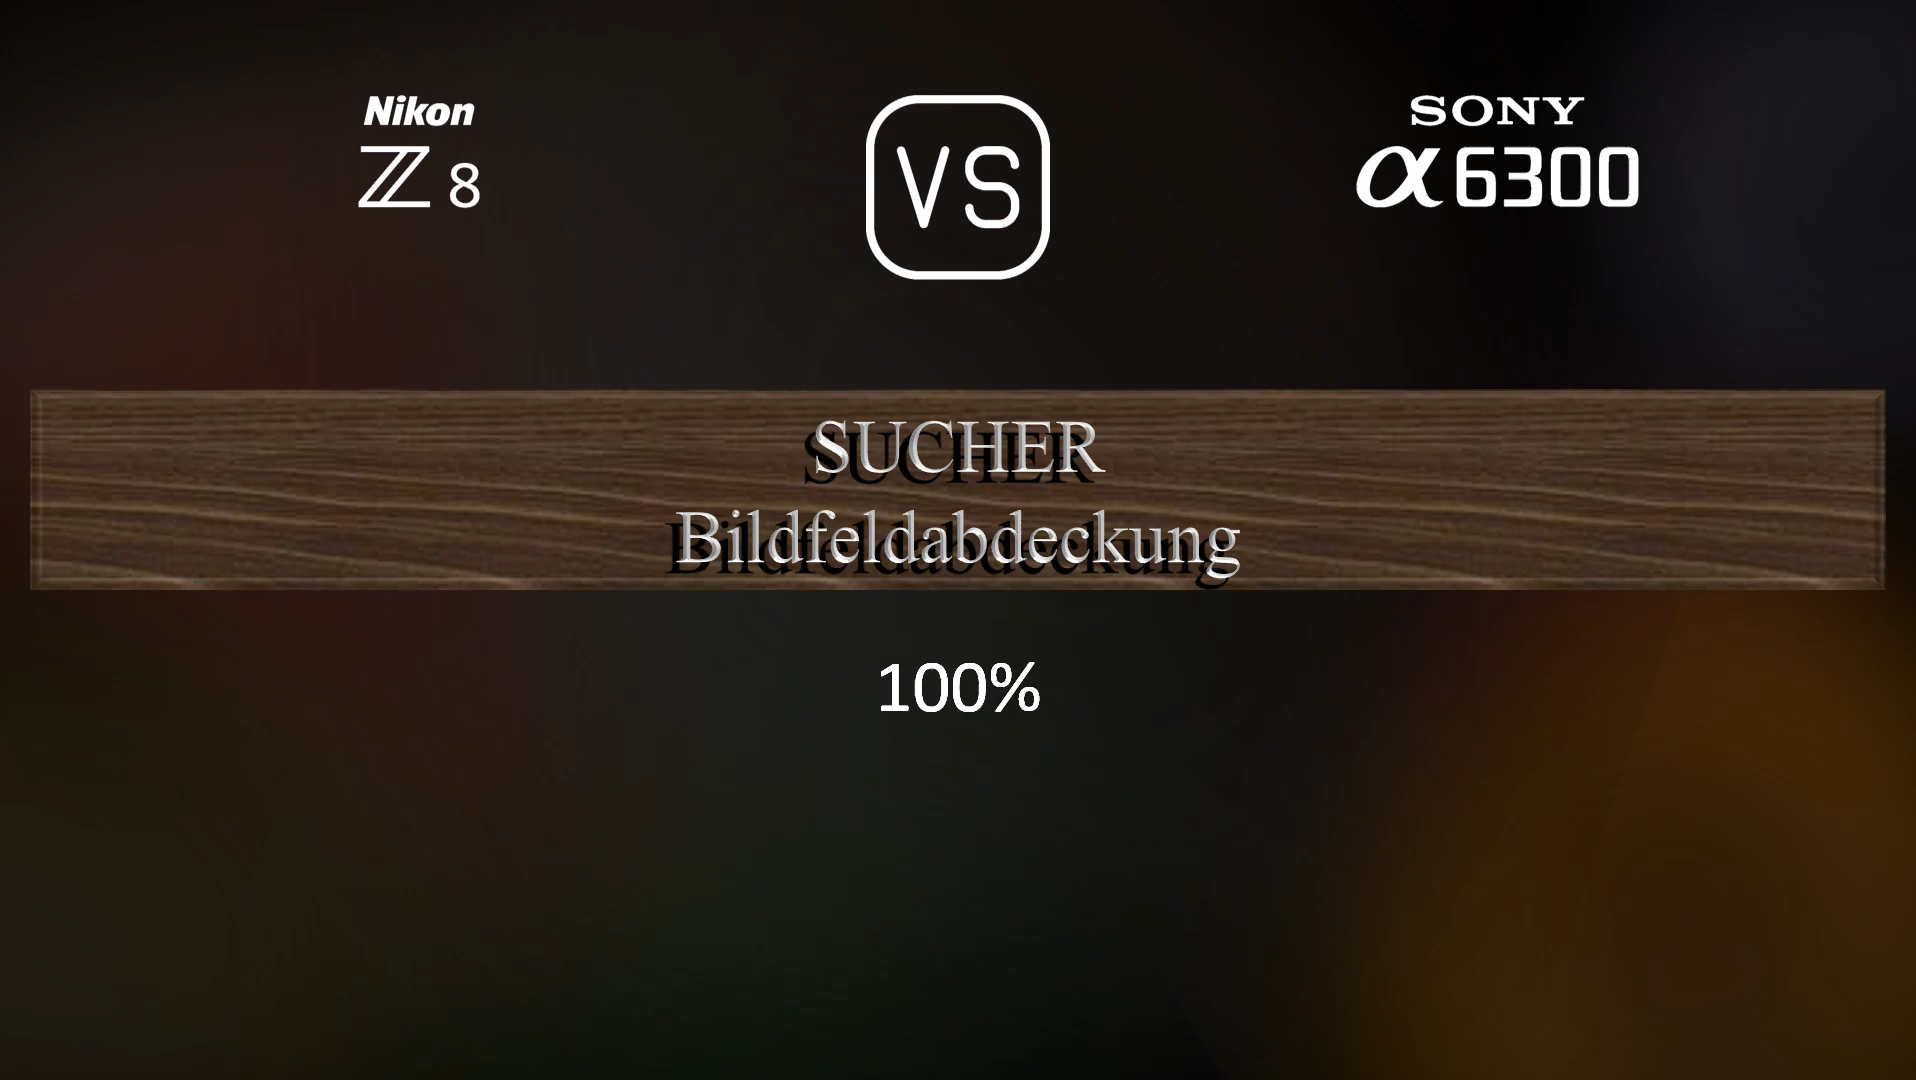 Nikon
Z 8
VS
SONY
α6300
SUCHER
Bildfeldabdeckung
100%